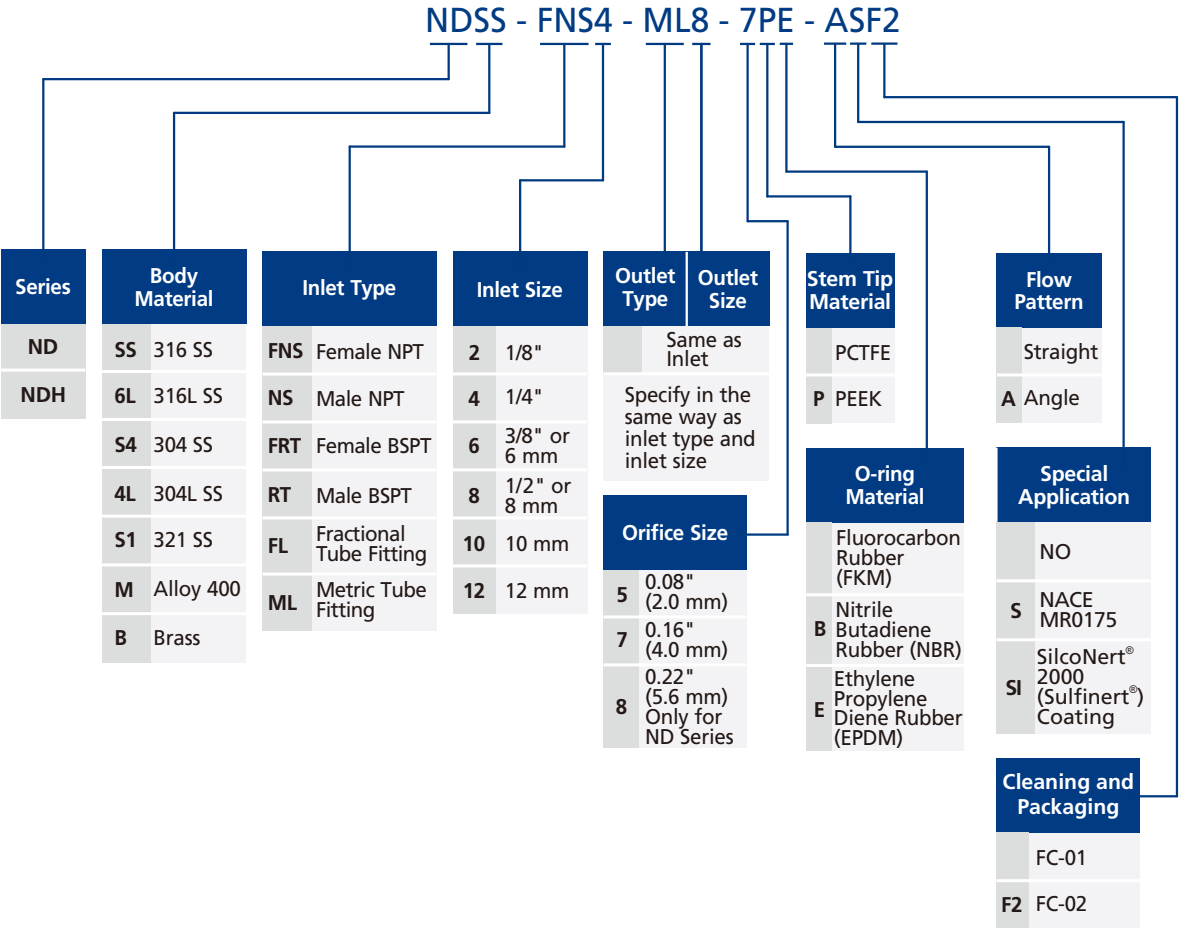 NDSS - FNS4 - ML8 - 7PE - ASF2
Series
ND
NDH
Body
Material
SS 316 SS
6L 316L SS
S4 304 SS
4L 304L SS
S1 321 SS
M Alloy 400
B Brass
Inlet Type
FNS Female NPT
NS Male NPT
FRT Female BSPT
RT Male BSPT
FL Fractional
Tube Fitting
ML Metric Tube
Fitting
Inlet Size
2 1/8"
4 1/4"
6 3/8" or
6 mm
8 1/2" or
8 mm
10 10 mm
12 12 mm
Outlet
Type
Outlet
Size
Same as
Inlet
Specify in the
same way as
inlet type and
inlet size
Orifice Size
5 0.08"
(2.0 mm)
7 0.16"
(4.0 mm)
8 0.22"
(5.6 mm)
Only for
ND Series
Stem Tip
Material
PCTFE
P PEEK
O-ring
Material
Fluorocarbon
Rubber
(FKM)
B Nitrile
Butadiene
Rubber (NBR)
E Ethylene
Propylene
Diene Rubber
(EPDM)
Flow
Pattern
Straight
A Angle
Special
Application
NO
S NACE
MR0175
SI SilcoNert®
2000
(Sulfinert®)
Coating
Cleaning and
Packaging
FC-01
F2 FC-02